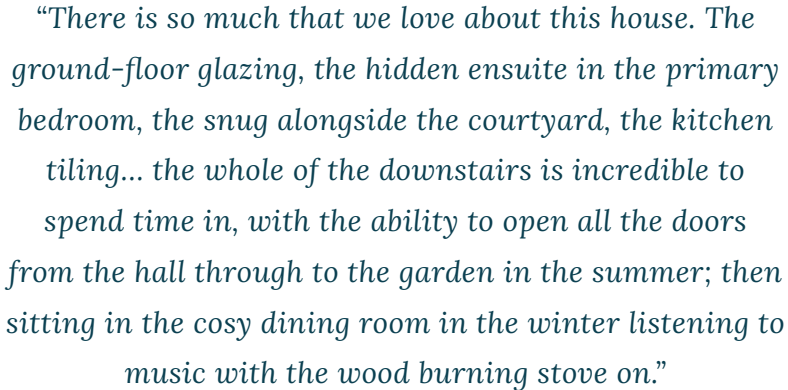 “There is so much that we love about this house. The
ground-floor glazing, the hidden ensuite in the primary
bedroom, the snug alongside the courtyard, the kitchen
tiling… the whole of the downstairs is incredible to
spend time in, with the ability to open all the doors
from the hall through to the garden in the summer; then
sitting in the cosy dining room in the winter listening to
music with the wood burning stove on.”